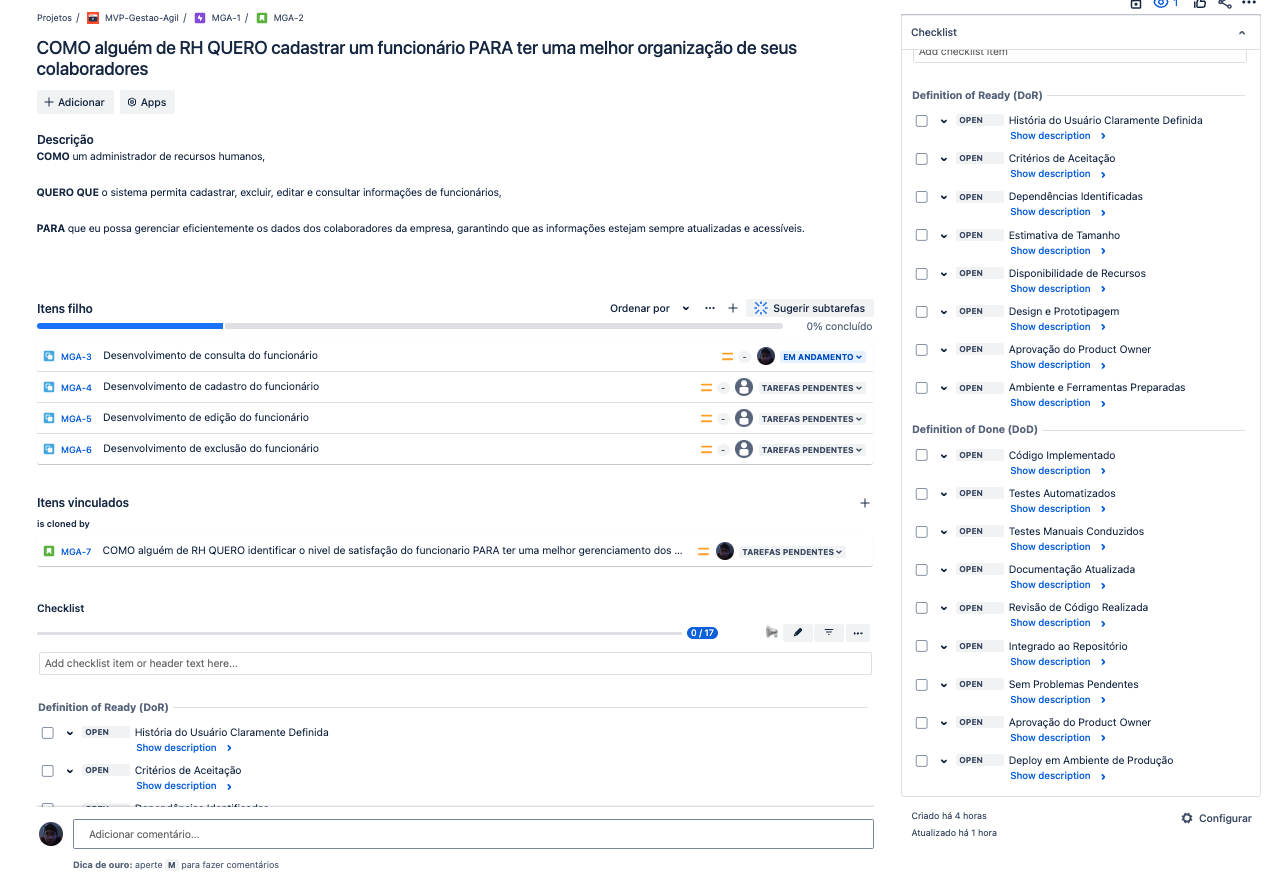 Projetos / MVP-Gestao-Agil / MGA-1 / MGA-2
1
COMO alguém de RH QUERO cadastrar um funcionário PARA ter uma melhor organização de seus
colaboradores
Adicionar
Apps
Descrição
COMO um administrador de recursos humanos,
QUERO QUE o sistema permita cadastrar, excluir, editar e consultar informações de funcionários,
PARA que eu possa gerenciar eficientemente os dados dos colaboradores da empresa, garantindo que as informações estejam sempre atualizadas e acessíveis.
Itens filho
Ordenar por
Sugerir subtarefas
0% concluído
MGA-3 Desenvolvimento de consulta do funcionário - EM ANDAMENTO
MGA-4 Desenvolvimento de cadastro do funcionário - TAREFAS PENDENTES
MGA-5 Desenvolvimento de edição do funcionário - TAREFAS PENDENTES
MGA-6 Desenvolvimento de exclusão do funcionário - TAREFAS PENDENTES
Itens vinculados
is cloned by
MGA-7 COMO alguém de RH QUERO identificar o nivel de satisfação do funcionario PARA ter uma melhor gerenciamento dos ... TAREFAS PENDENTES
Checklist
0 / 17
Add checklist item or header text here...
Definition of Ready (DoR)
OPEN História do Usuário Claramente Definida
Show description
OPEN Critérios de Aceitação
Show description
OPEN Dependências Identificadas
Adicionar comentário...
Dica de ouro: aperte M para fazer comentários
Checklist
Add checklist item
Definition of Ready (DoR)
OPEN História do Usuário Claramente Definida
Show description
OPEN Critérios de Aceitação
Show description
OPEN Dependências Identificadas
Show description
OPEN Estimativa de Tamanho
Show description
OPEN Disponibilidade de Recursos
Show description
OPEN Design e Prototipagem
Show description
OPEN Aprovação do Product Owner
Show description
OPEN Ambiente e Ferramentas Preparadas
Show description
Definition of Done (DoD)
OPEN Código Implementado
Show description
OPEN Testes Automatizados
Show description
OPEN Testes Manuais Conduzidos
Show description
OPEN Documentação Atualizada
Show description
OPEN Revisão de Código Realizada
Show description
OPEN Integrado ao Repositório
Show description
OPEN Sem Problemas Pendentes
Show description
OPEN Aprovação do Product Owner
Show description
OPEN Deploy em Ambiente de Produção
Show description
Criado há 4 horas
Atualizado há 1 hora
Configurar